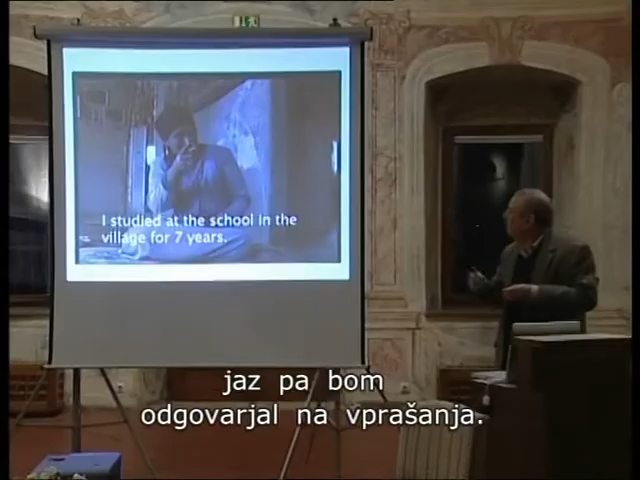 I studied at the school in the
village for 7 years.
jaz pa bom
odgovarjal na vprašanja.